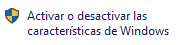 Activar o desactivar las
características de Windows